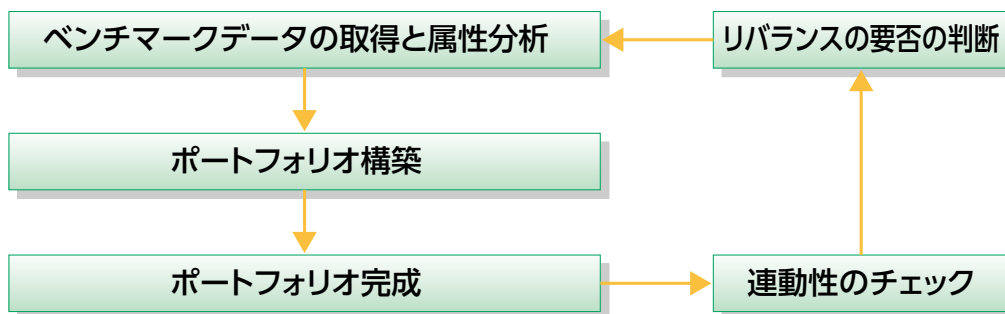 ベンチマークデータの取得と属性分析
リバランスの要否の判断
ポートフォリオ構築
ポートフォリオ完成
連動性のチェック